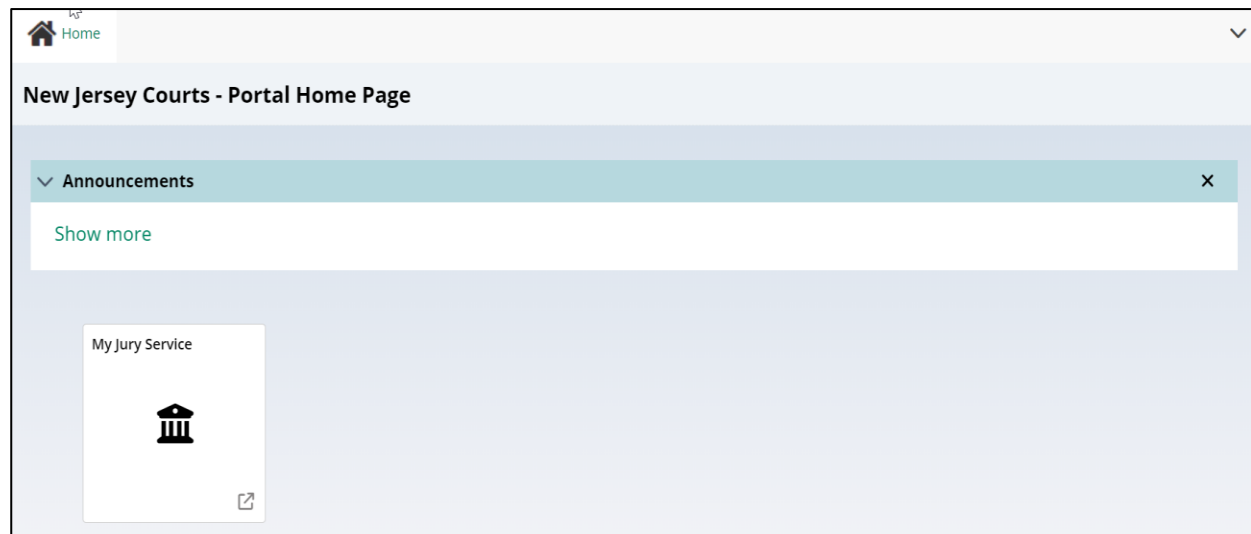 Home
New Jersey Courts - Portal Home Page
Announcements
Show more
My Jury Service